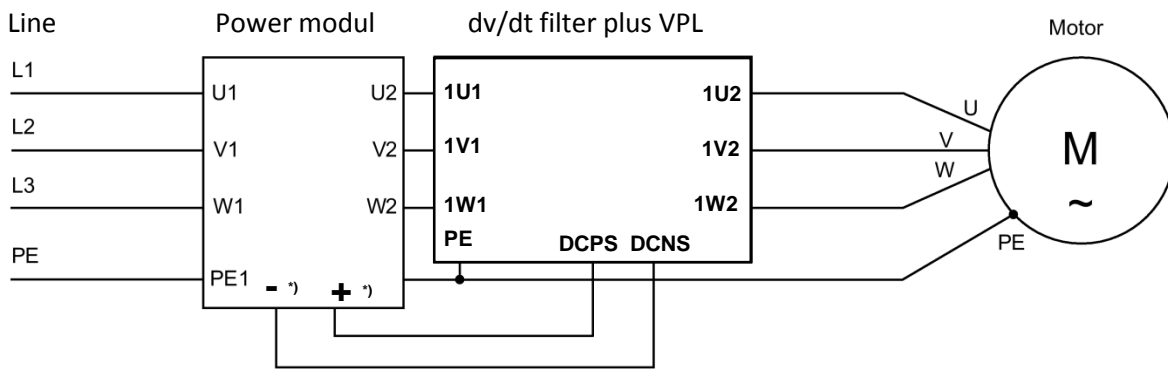 Line Power modul dv/dt filter plus VPL
Motor
L1
U1 U2 1U1 1U2
U
L2
V1 V2 1V1 1V2
V
M
~
W
L3
W1 W2 1W1 1W2
PE DCPS DCNS
PE
PE
PE1 - *) + *)